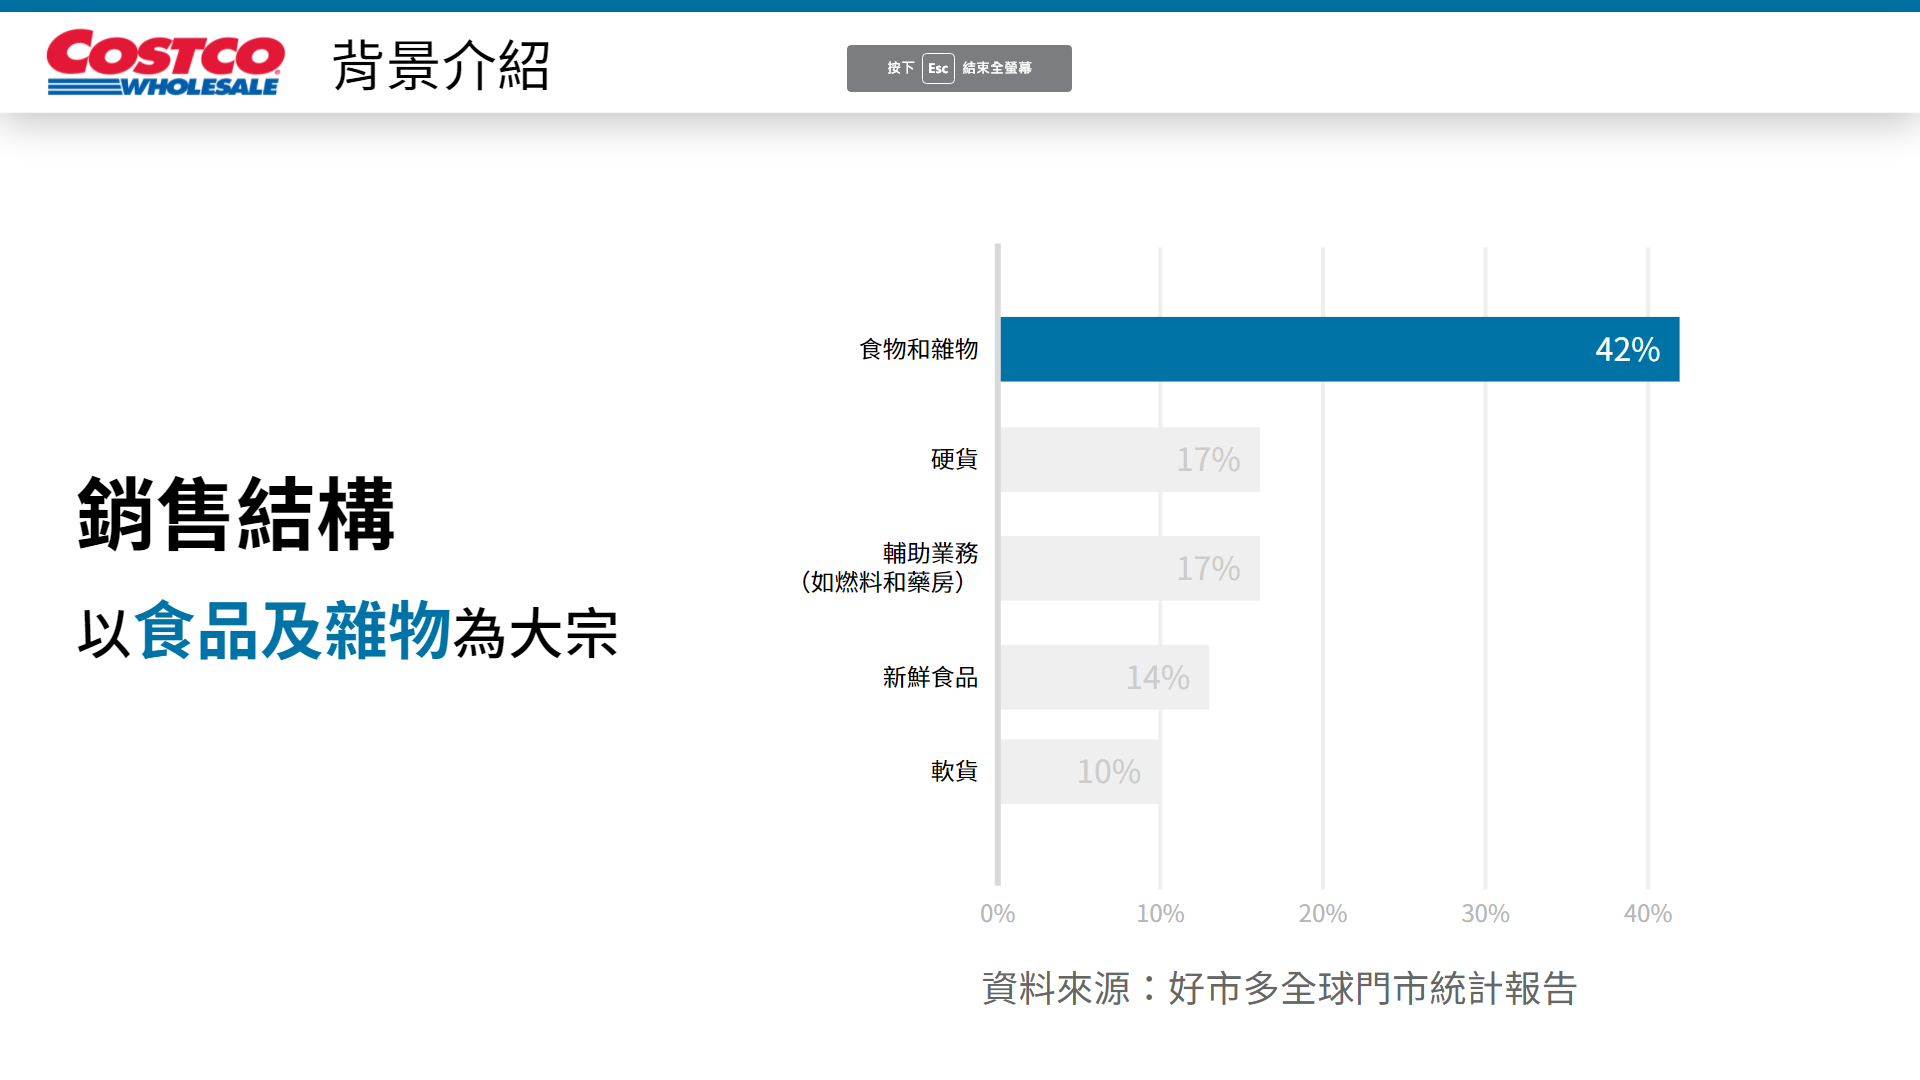 COSTCO
WHOLESALE
背景介紹
按下 Esc 結束全螢幕
銷售結構
以食品及雜物為大宗
食物和雜物 42%
硬貨 17%
輔助業務
（如燃料和藥房） 17%
新鮮食品 14%
軟貨 10%
0% 10% 20% 30% 40%
資料來源：好市多全球門市統計報告